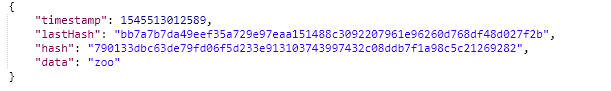 {
"timestamp": 1545513012589,
"lastHash": "bb7a7b7da49eef35a729e97eaa151488c3092207961e96260d768df48d027f2b",
"hash": "790133dbc63de79fd06f5d233e913103743997432c08ddb7f1a98c5c21269282",
"data": "zoo"
}